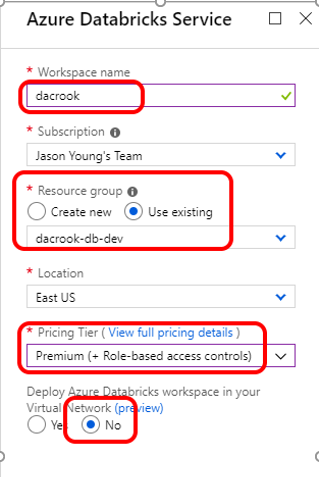 Azure Databricks Service
* Workspace name
dacrook
* Subscription
Jason Young's Team
* Resource group
Create new Use existing
dacrook-db-dev
* Location
East US
* Pricing Tier ( View full pricing details )
Premium (+ Role-based access controls)
Deploy Azure Databricks workspace in your
Virtual Network (preview)
Yes No